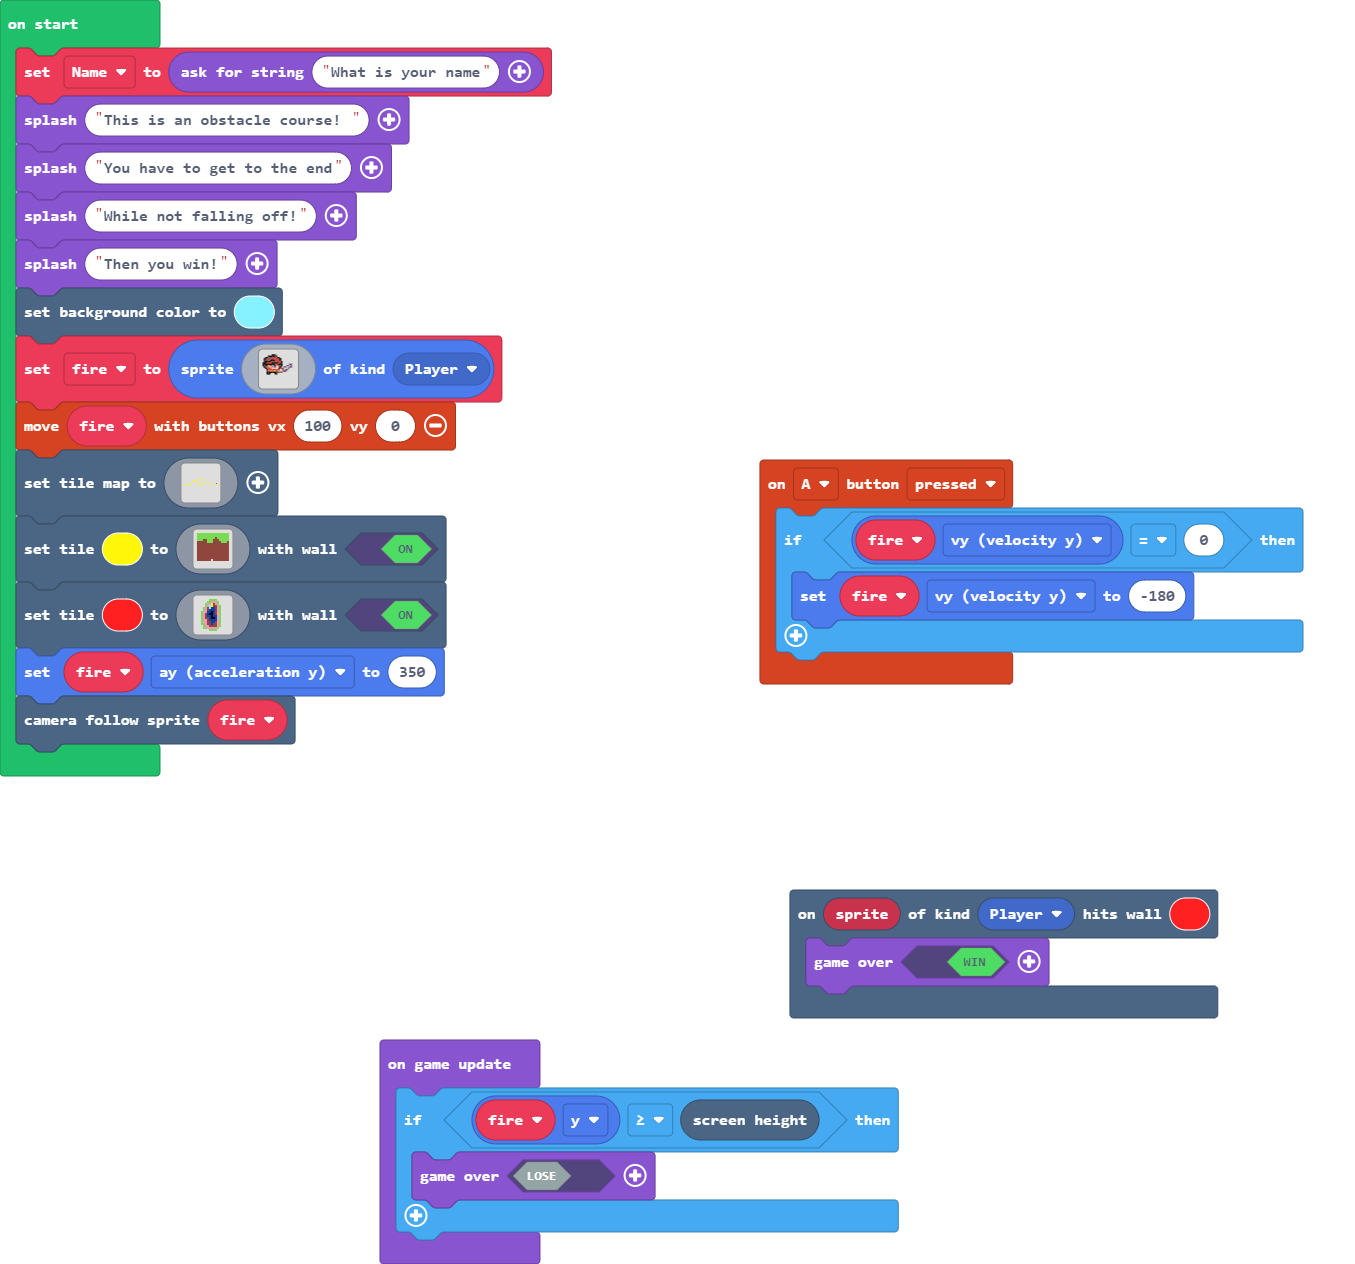 on start
set Name to ask for string "What is your name"
splash "This is an obstacle course! "
splash "You have to get to the end"
splash "While not falling off!"
splash "Then you win!"
set background color to
set fire to sprite of kind Player
move fire with buttons vx 100 vy 0
set tile map to
set tile to with wall ON
set tile to with wall ON
set fire ay (acceleration y) to 350
camera follow sprite fire
on A button pressed
if fire vy (velocity y) = 0 then
set fire vy (velocity y) to -180
on sprite of kind Player hits wall
game over WIN
on game update
if fire y ≥ screen height then
game over LOSE